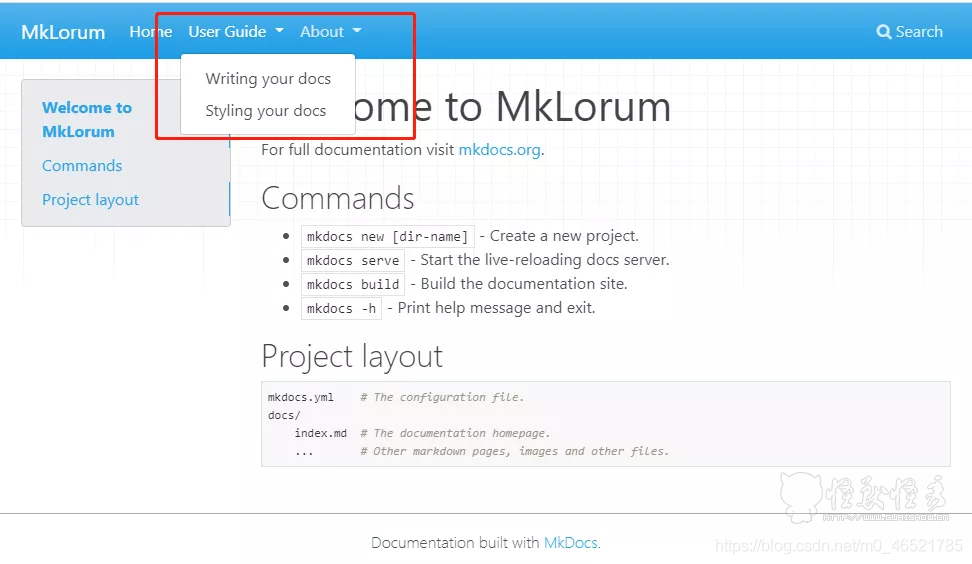 MkLorum Home User Guide About Search
Writing your docs
Styling your docs
Welcome to
MkLorum
Commands
Project layout
ome to MkLorum
For full documentation visit mkdocs.org.
Commands
mkdocs new [dir-name] - Create a new project.
mkdocs serve - Start the live-reloading docs server.
mkdocs build - Build the documentation site.
mkdocs -h - Print help message and exit.
Project layout
mkdocs.yml # The configuration file.
docs/
index.md # The documentation homepage.
... # Other markdown pages, images and other files.
怪兽怪秀
Documentation built with MkDocs.
https://blog.csdn.net/m0_46521785